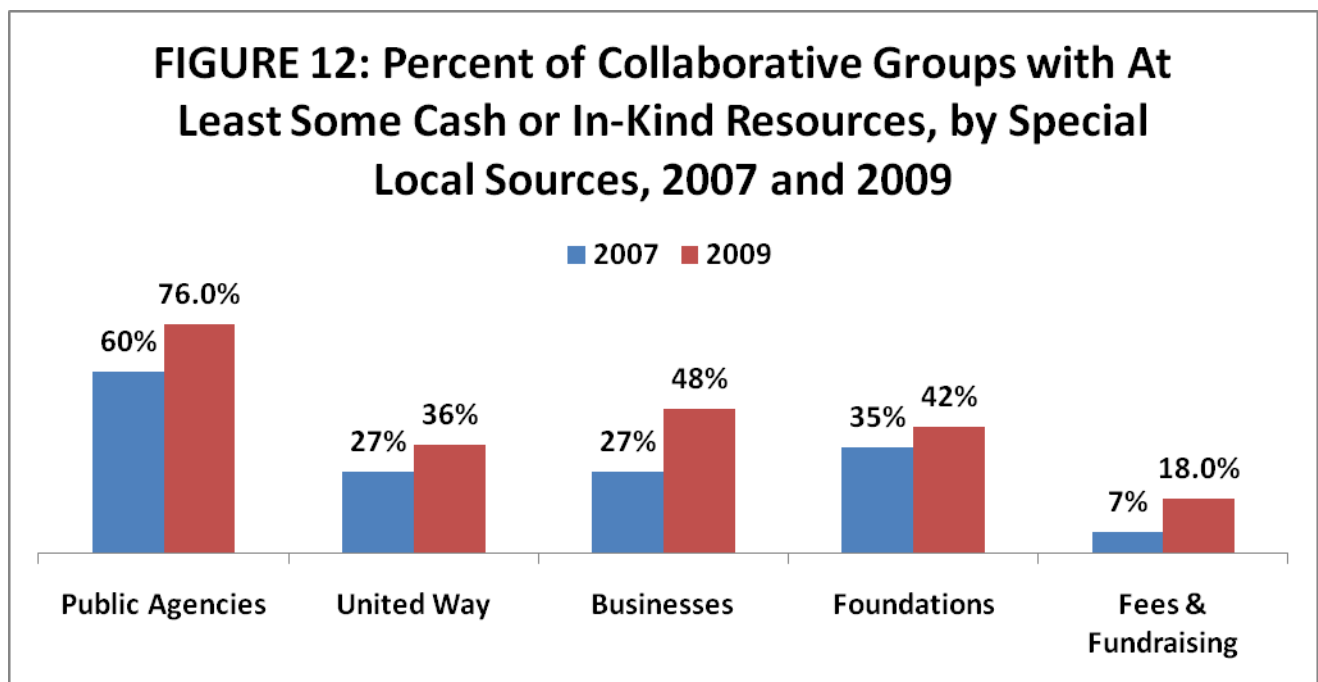 FIGURE 12: Percent of Collaborative Groups with At
Least Some Cash or In-Kind Resources, by Special
Local Sources, 2007 and 2009
2007 2009
60% 76.0%
27% 36%
27% 48%
35% 42%
7% 18.0%
Public Agencies
United Way
Businesses
Foundations
Fees &
Fundraising